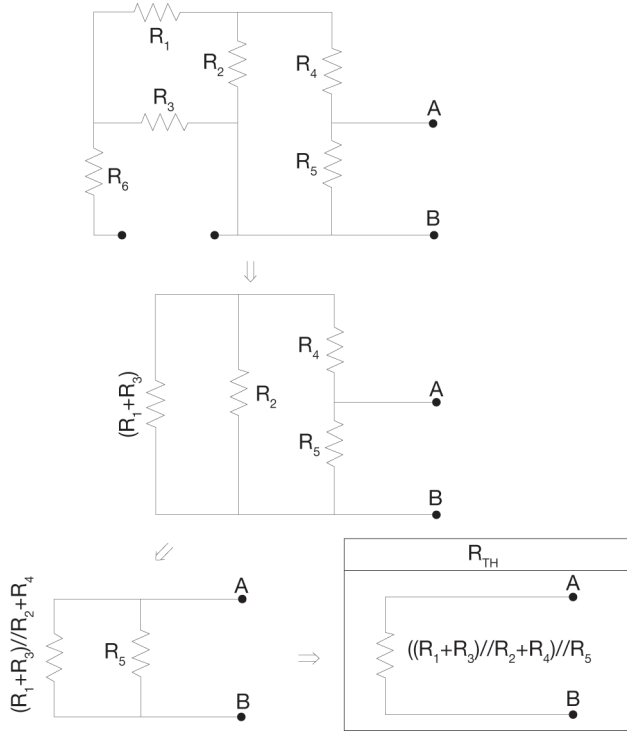 R₁
R₂
R₄
R₃
A
R₅
R₆
B
R₄
(R₁+R₃)
R₂
A
R₅
B
(R₁+R₃)//R₂+R₄
R₅
A
B
R_TH
A
((R₁+R₃)//R₂+R₄)//R₅
B